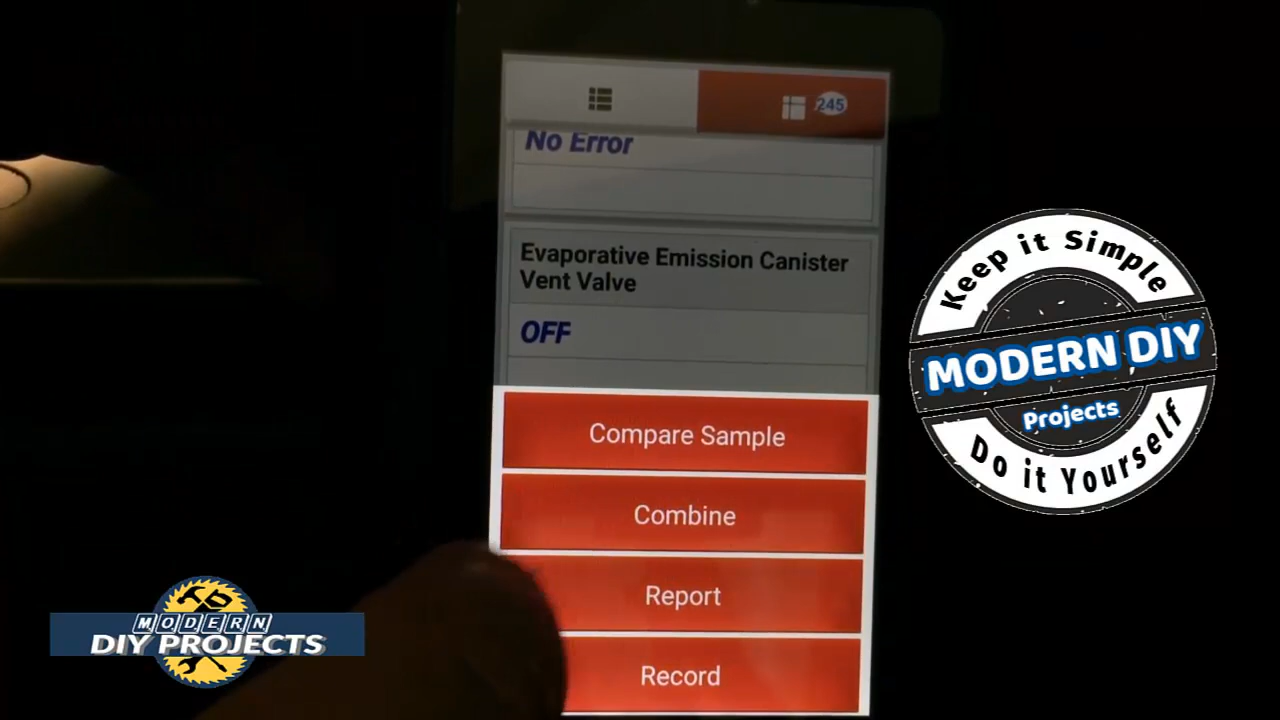 245
No Error
Evaporative Emission Canister
Vent Valve
OFF
Compare Sample
Combine
Report
Record
Keep it Simple
MODERN DIY
Projects
Do it Yourself
MODERN
DIY PROJECTS